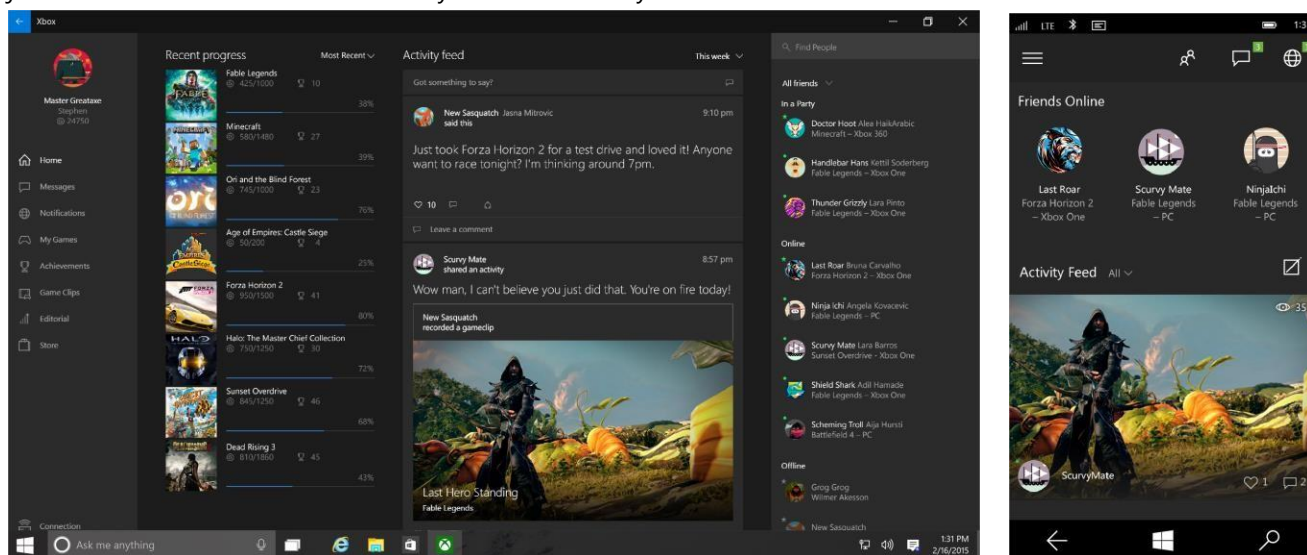 Xbox
Master Greataxe
Stephen
24750
Home
Messages
Notifications
My Games
Achievements
Game Clips
Editorial
Store
Connection
Recent progress
Most Recent
Fable Legends
425/1000 10
38%
Minecraft
580/1480 27
39%
Ori and the Blind Forest
745/1000 23
76%
Age of Empires: Castle Siege
50/200 4
25%
Forza Horizon 2
950/1500 41
80%
Halo: The Master Chief Collection
750/1250 30
72%
Sunset Overdrive
845/1250 46
68%
Dead Rising 3
810/1860 45
43%
Activity feed
This week
Got something to say?
New Sasquatch Jasna Mitrovic
said this
9:10 pm
Just took Forza Horizon 2 for a test drive and loved it! Anyone
want to race tonight? I'm thinking around 7pm.
10
Leave a comment
Scurvy Mate
shared an activity
8:57 pm
Wow man, I can't believe you just did that. You're on fire today!
New Sasquatch
recorded a gameclip
Last Hero Standing
Fable Legends
Find People
All friends
In a Party
Doctor Hoot Alea HaikArabic
Minecraft – Xbox 360
Handlebar Hans Kettil Soderberg
Fable Legends – Xbox One
Thunder Grizzly Lara Pinto
Fable Legends – Xbox One
Online
Last Roar Bruna Carvalho
Forza Horizon 2 – Xbox One
Ninja Ichi Angela Kovacevic
Fable Legends – PC
Scurvy Mate Lara Barros
Sunset Overdrive - Xbox One
Shield Shark Adil Hamade
Fable Legends – Xbox One
Scheming Troll Aija Hursti
Battlefield 4 – PC
Offline
Grog Grog
Wilmer Akesson
New Sasquatch
Ask me anything
1:31 PM
2/16/2015
LTE
3
Friends Online
Last Roar
Forza Horizon 2
– Xbox One
Scurvy Mate
Fable Legends
– PC
NinjaIchi
Fable Legends
– PC
Activity Feed All
35
ScurvyMate
1 2